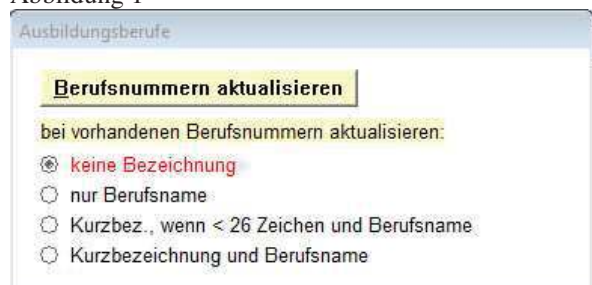 Abbildung 1
Ausbildungsberufe
Berufsnummern aktualisieren
bei vorhandenen Berufsnummern aktualisieren:
keine Bezeichnung
nur Berufsname
Kurzbez., wenn < 26 Zeichen und Berufsname
Kurzbezeichnung und Berufsname